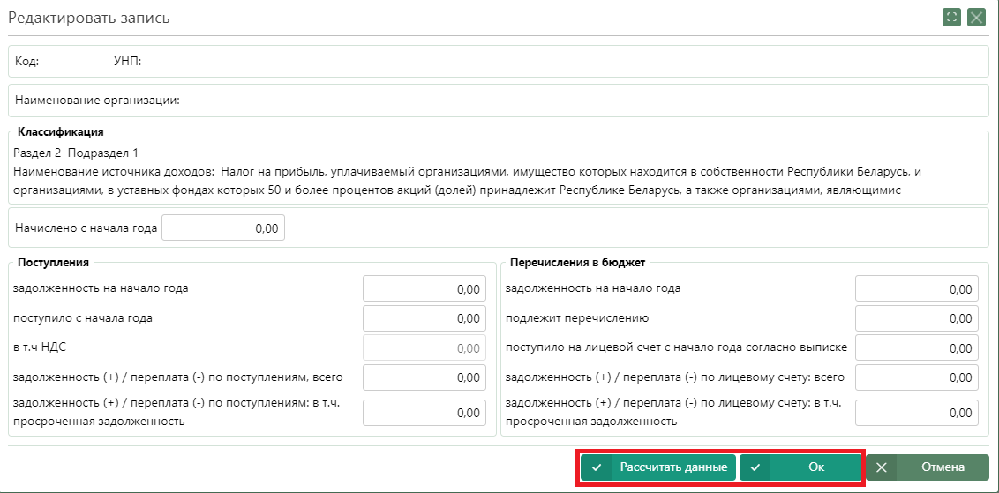 Редактировать запись
Код: УНП:
Наименование организации:
Классификация
Раздел 2 Подраздел 1
Наименование источника доходов: Налог на прибыль, уплачиваемый организациями, имущество которых находится в собственности Республики Беларусь, и
организациями, в уставных фондах которых 50 и более процентов акций (долей) принадлежит Республике Беларусь, а также организациями, являющимис
Начислено с начала года 0,00
Поступления
задолженность на начало года 0,00
поступило с начала года 0,00
в т.ч НДС 0,00
задолженность (+) / переплата (-) по поступлениям, всего 0,00
задолженность (+) / переплата (-) по поступлениям: в т.ч.
просроченная задолженность 0,00
Перечисления в бюджет
задолженность на начало года 0,00
подлежит перечислению 0,00
поступило на лицевой счет с начало года согласно выписке 0,00
задолженность (+) / переплата (-) по лицевому счету: всего 0,00
задолженность (+) / переплата (-) по лицевому счету: в т.ч.
просроченная задолженность 0,00
Рассчитать данные Ок Отмена